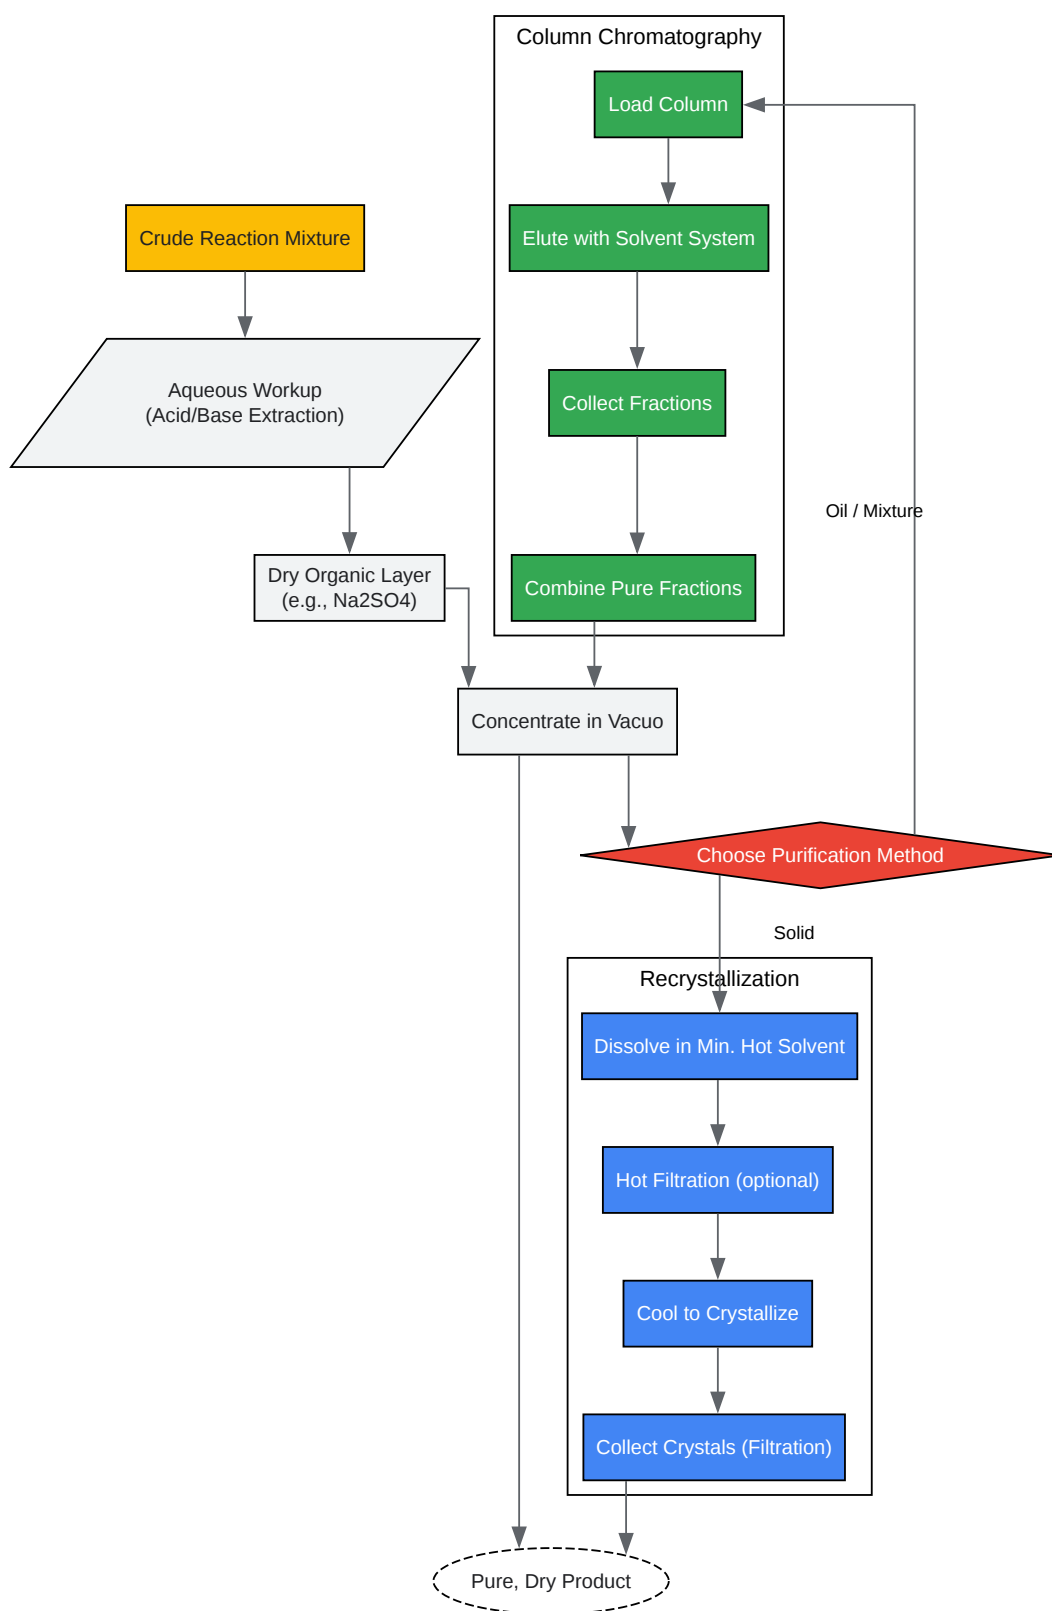 Column Chromatography
Load Column
Crude Reaction Mixture
Elute with Solvent System
Aqueous Workup
(Acid/Base Extraction)
Collect Fractions
Oil / Mixture
Dry Organic Layer
(e.g., Na2SO4)
Combine Pure Fractions
Concentrate in Vacuo
Choose Purification Method
Solid
Recrystallization
Dissolve in Min. Hot Solvent
Hot Filtration (optional)
Cool to Crystallize
Collect Crystals (Filtration)
Pure, Dry Product